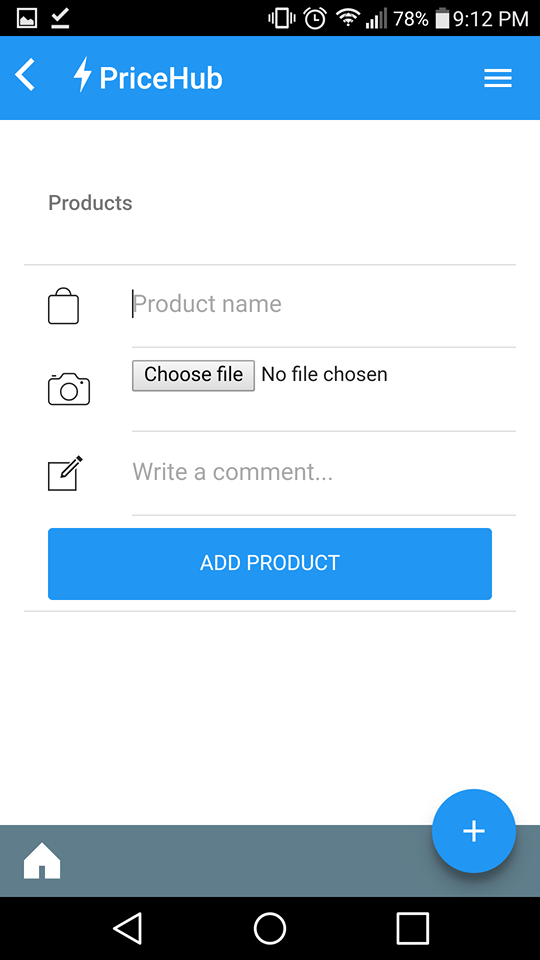 78% 9:12 PM
PriceHub
Products
Product name
Choose file No file chosen
Write a comment...
ADD PRODUCT
+